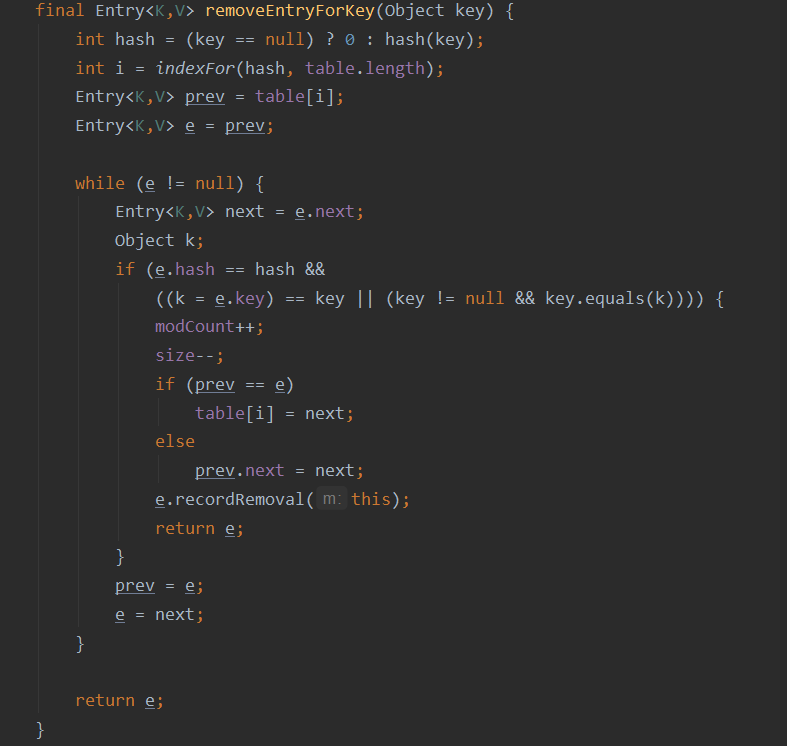 final Entry<K,V> removeEntryForKey(Object key) {
    int hash = (key == null) ? 0 : hash(key);
    int i = indexFor(hash, table.length);
    Entry<K,V> prev = table[i];
    Entry<K,V> e = prev;

    while (e != null) {
        Entry<K,V> next = e.next;
        Object k;
        if (e.hash == hash &&
            ((k = e.key) == key || (key != null && key.equals(k)))) {
            modCount++;
            size--;
            if (prev == e)
                table[i] = next;
            else
                prev.next = next;
            e.recordRemoval( m: this);
            return e;
        }
        prev = e;
        e = next;
    }

    return e;
}